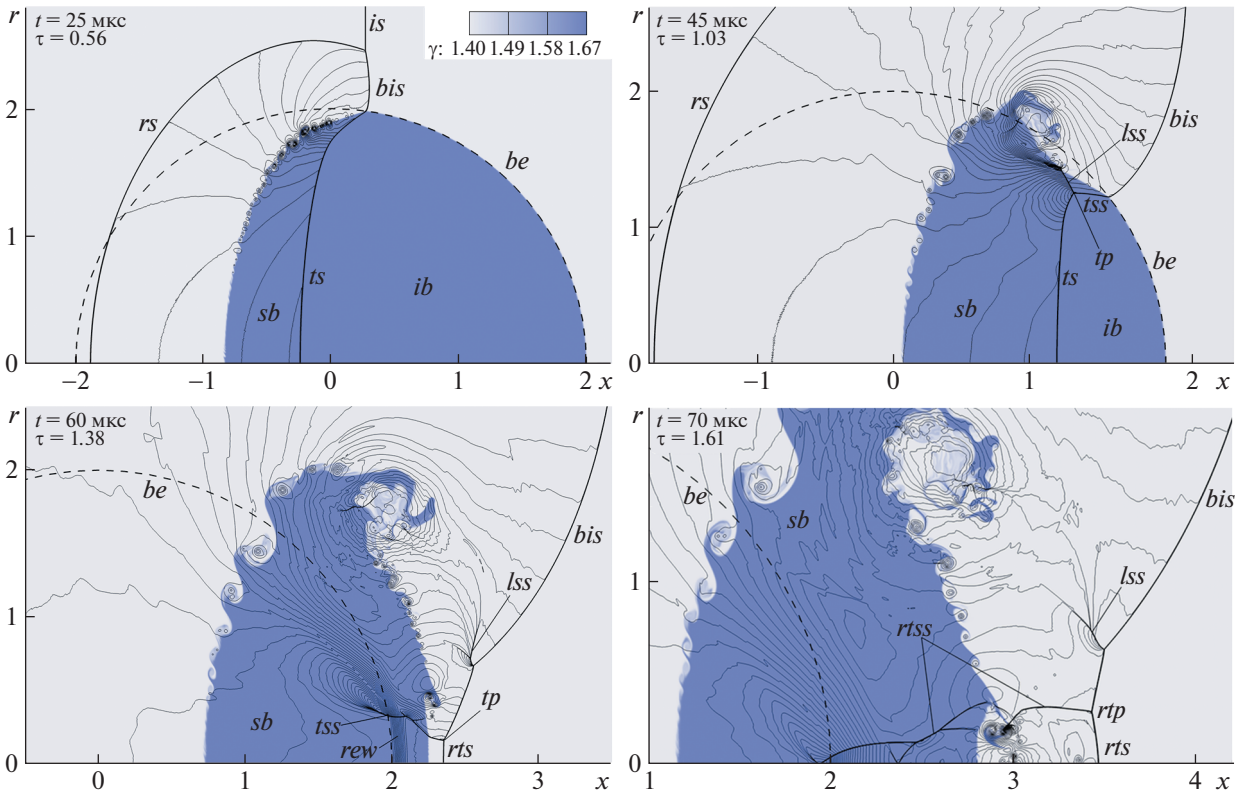 r
t = 25 мкс
τ = 0.56
is
γ:
1.40 1.49 1.58 1.67
2
bis
rs
be
1
ts
ib
sb
0
−2 −1 0 1 2 x
r
t = 45 мкс
τ = 1.03
2
rs
bis
lss
1
tss
tp
be
ts
sb
ib
0
−1 0 1 2 x
r
t = 60 мкс
τ = 1.38
2
be
bis
lss
1
tp
sb
tss
rew
rts
0
0 1 2 3 x
r
t = 70 мкс
τ = 1.61
be
sb
bis
1
lss
rtss
rtp
rts
0
1 2 3 4 x